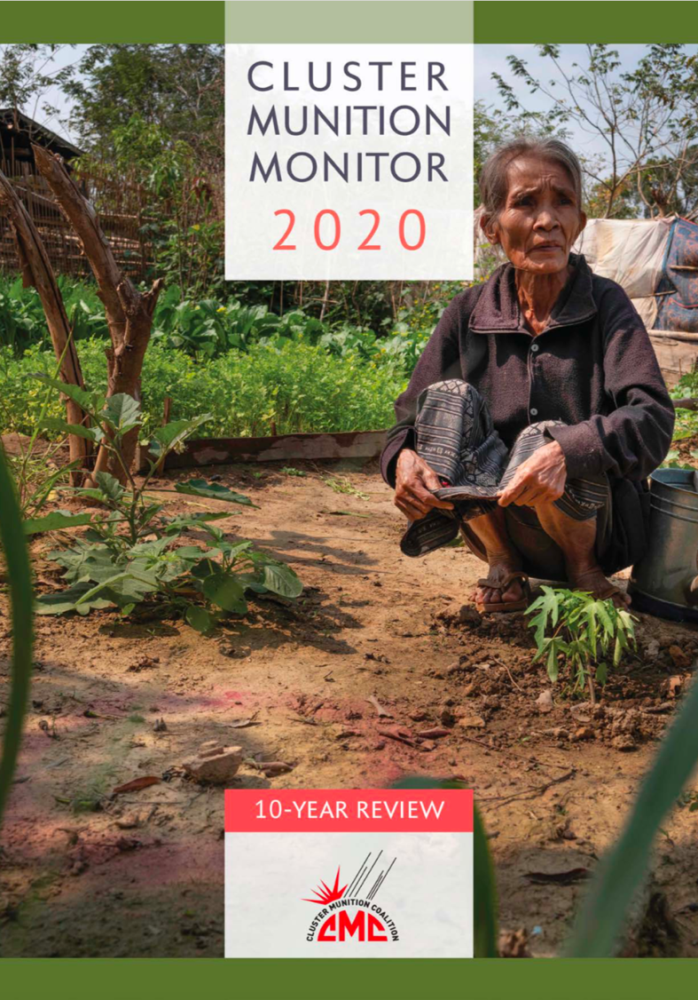 CLUSTER
MUNITION
MONITOR
2020
10-YEAR REVIEW
CLUSTER MUNITION COALITION
CMC